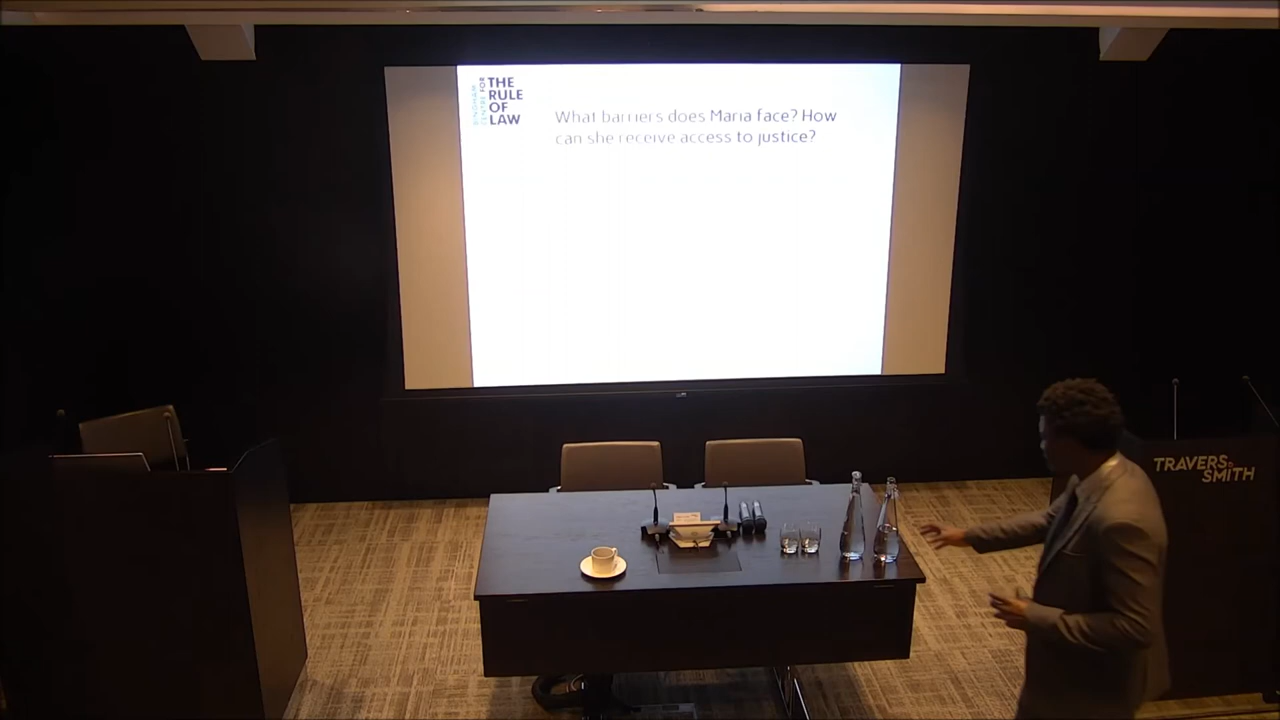 BINGHAM
CENTRE FOR
THE
RULE
OF
LAW
What barriers does Maria face? How
can she receive access to justice?
TRAVERS.
SMITH